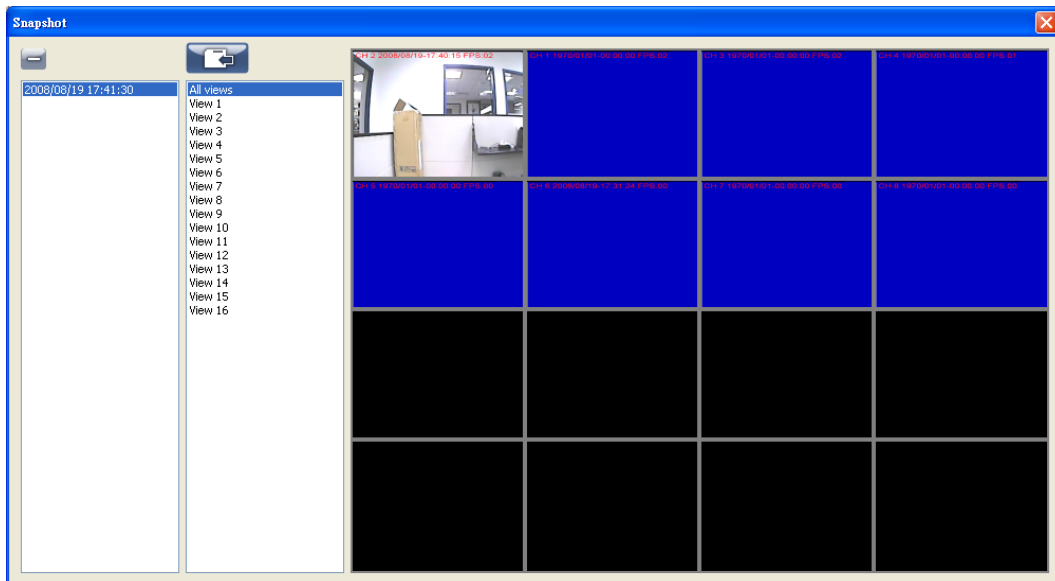 Snapshot
2008/08/19 17:41:30
All views
View 1
View 2
View 3
View 4
View 5
View 6
View 7
View 8
View 9
View 10
View 11
View 12
View 13
View 14
View 15
View 16
CH 2 2008/08/19-17:40:15 FPS:02
CH 1 1970/01/01-00:00:00 FPS:02
CH 3 1970/01/01-00:00:00 FPS:02
CH 4 1970/01/01-00:00:00 FPS:01
CH 5 1970/01/01-00:00:00 FPS:00
CH 6 2008/08/19-17:31:24 FPS:00
CH 7 1970/01/01-00:00:00 FPS:00
CH 8 1970/01/01-00:00:00 FPS:00